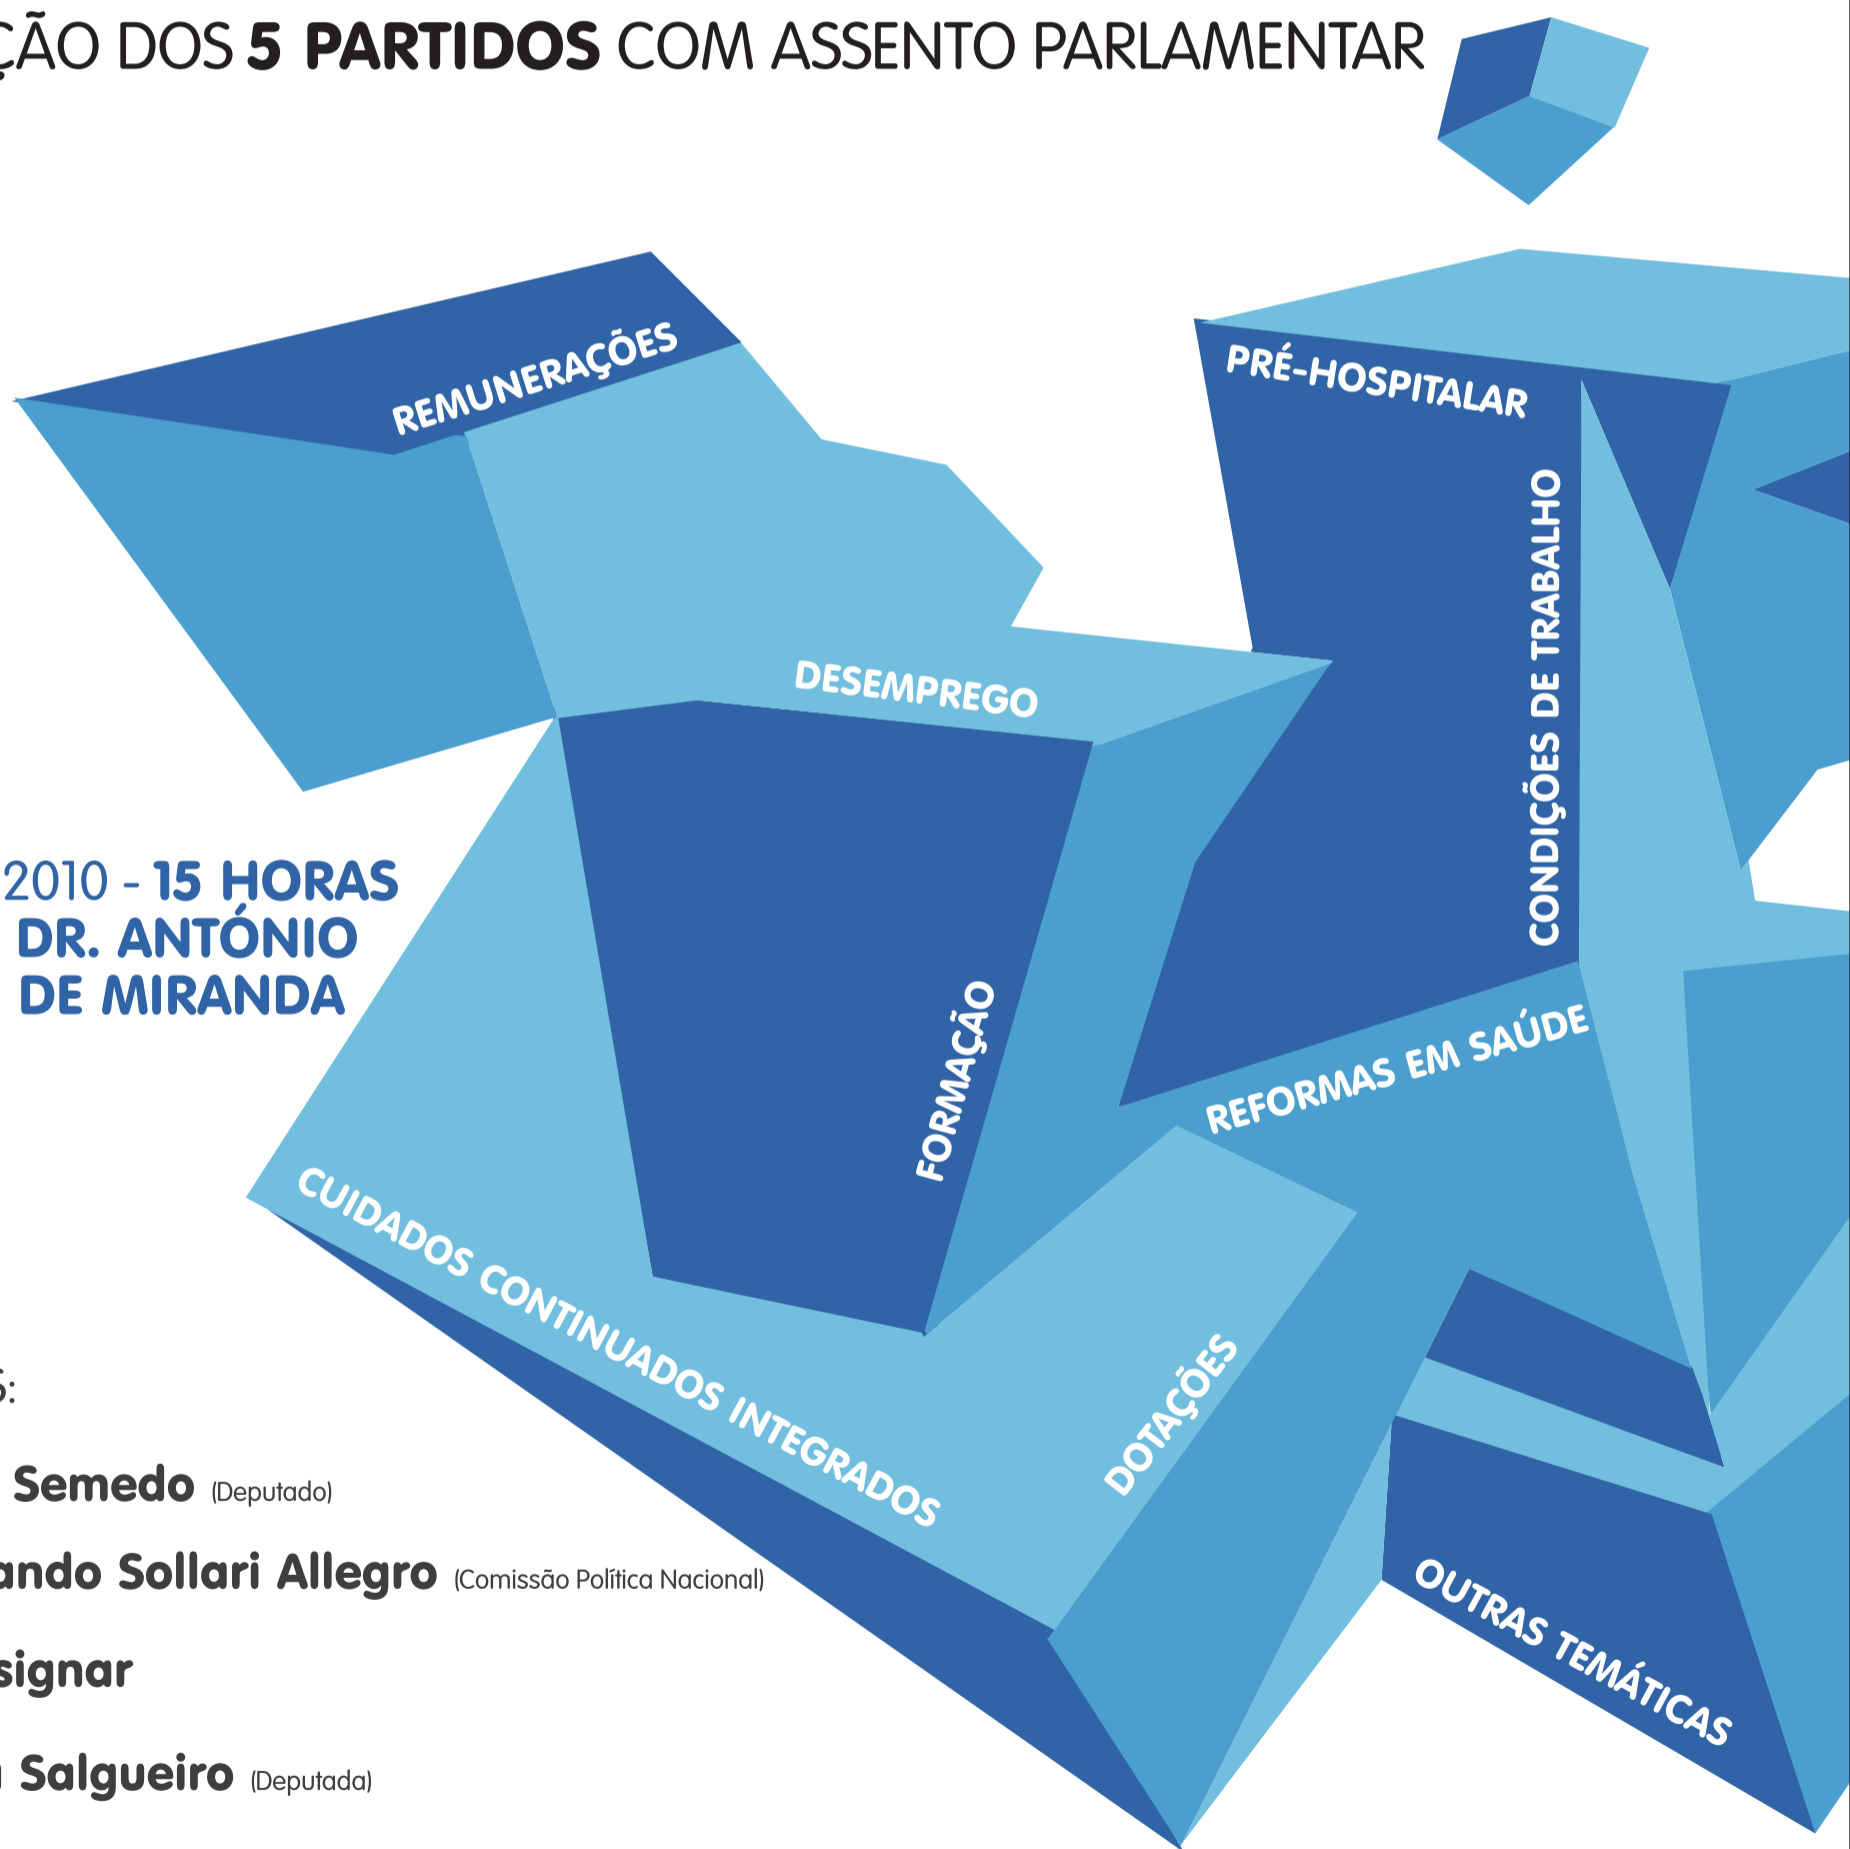 ÇÃO DOS 5 PARTIDOS COM ASSENTO PARLAMENTAR
REMUNERAÇÕES
PRÉ-HOSPITALAR
CONDIÇÕES DE TRABALHO
DESEMPREGO
2010 - 15 HORAS
DR. ANTÓNIO
DE MIRANDA
FORMAÇÃO
REFORMAS EM SAÚDE
CUIDADOS CONTINUADOS INTEGRADOS
DOTAÇÕES
S:
Semedo (Deputado)
ando Sollari Allegro (Comissão Política Nacional)
OUTRAS TEMÁTICAS
signar
Salgueiro (Deputada)